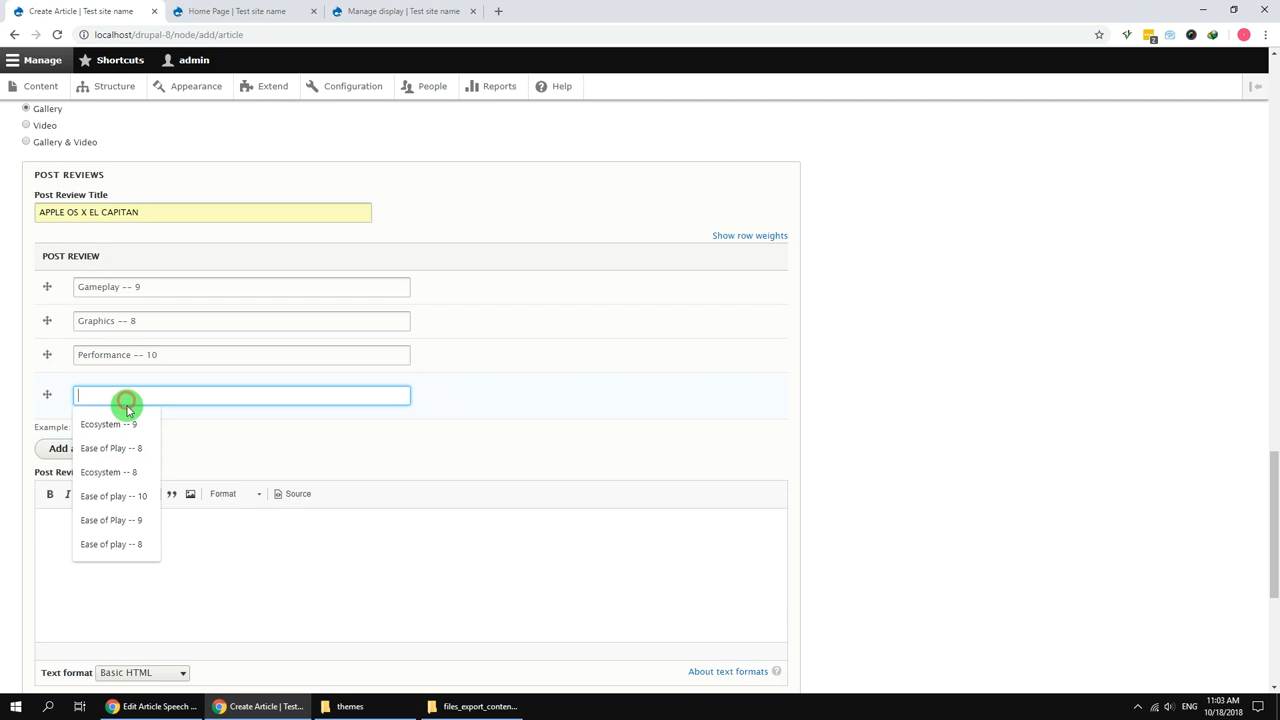 Create Article | Test site name
Home Page | Test site name
Manage display | Test site name
localhost/drupal-8/node/add/article
2
Manage
Shortcuts
admin
Content
Structure
Appearance
Extend
Configuration
People
Reports
Help
Gallery
Video
Gallery & Video
POST REVIEWS
Post Review Title
APPLE OS X EL CAPITAN
Show row weights
POST REVIEW
Gameplay -- 9
Graphics -- 8
Performance -- 10
Ecosystem -- 9
Example:
Ease of Play -- 8
Add a
Ecosystem -- 8
Post Revi
B I
Format
Source
Ease of play -- 10
Ease of Play -- 9
Ease of play -- 8
Text format
Basic HTML
About text formats ?
Edit Article Speech ...
Create Article | Test...
themes
files_export_conten...
ENG
11:03 AM
10/18/2018